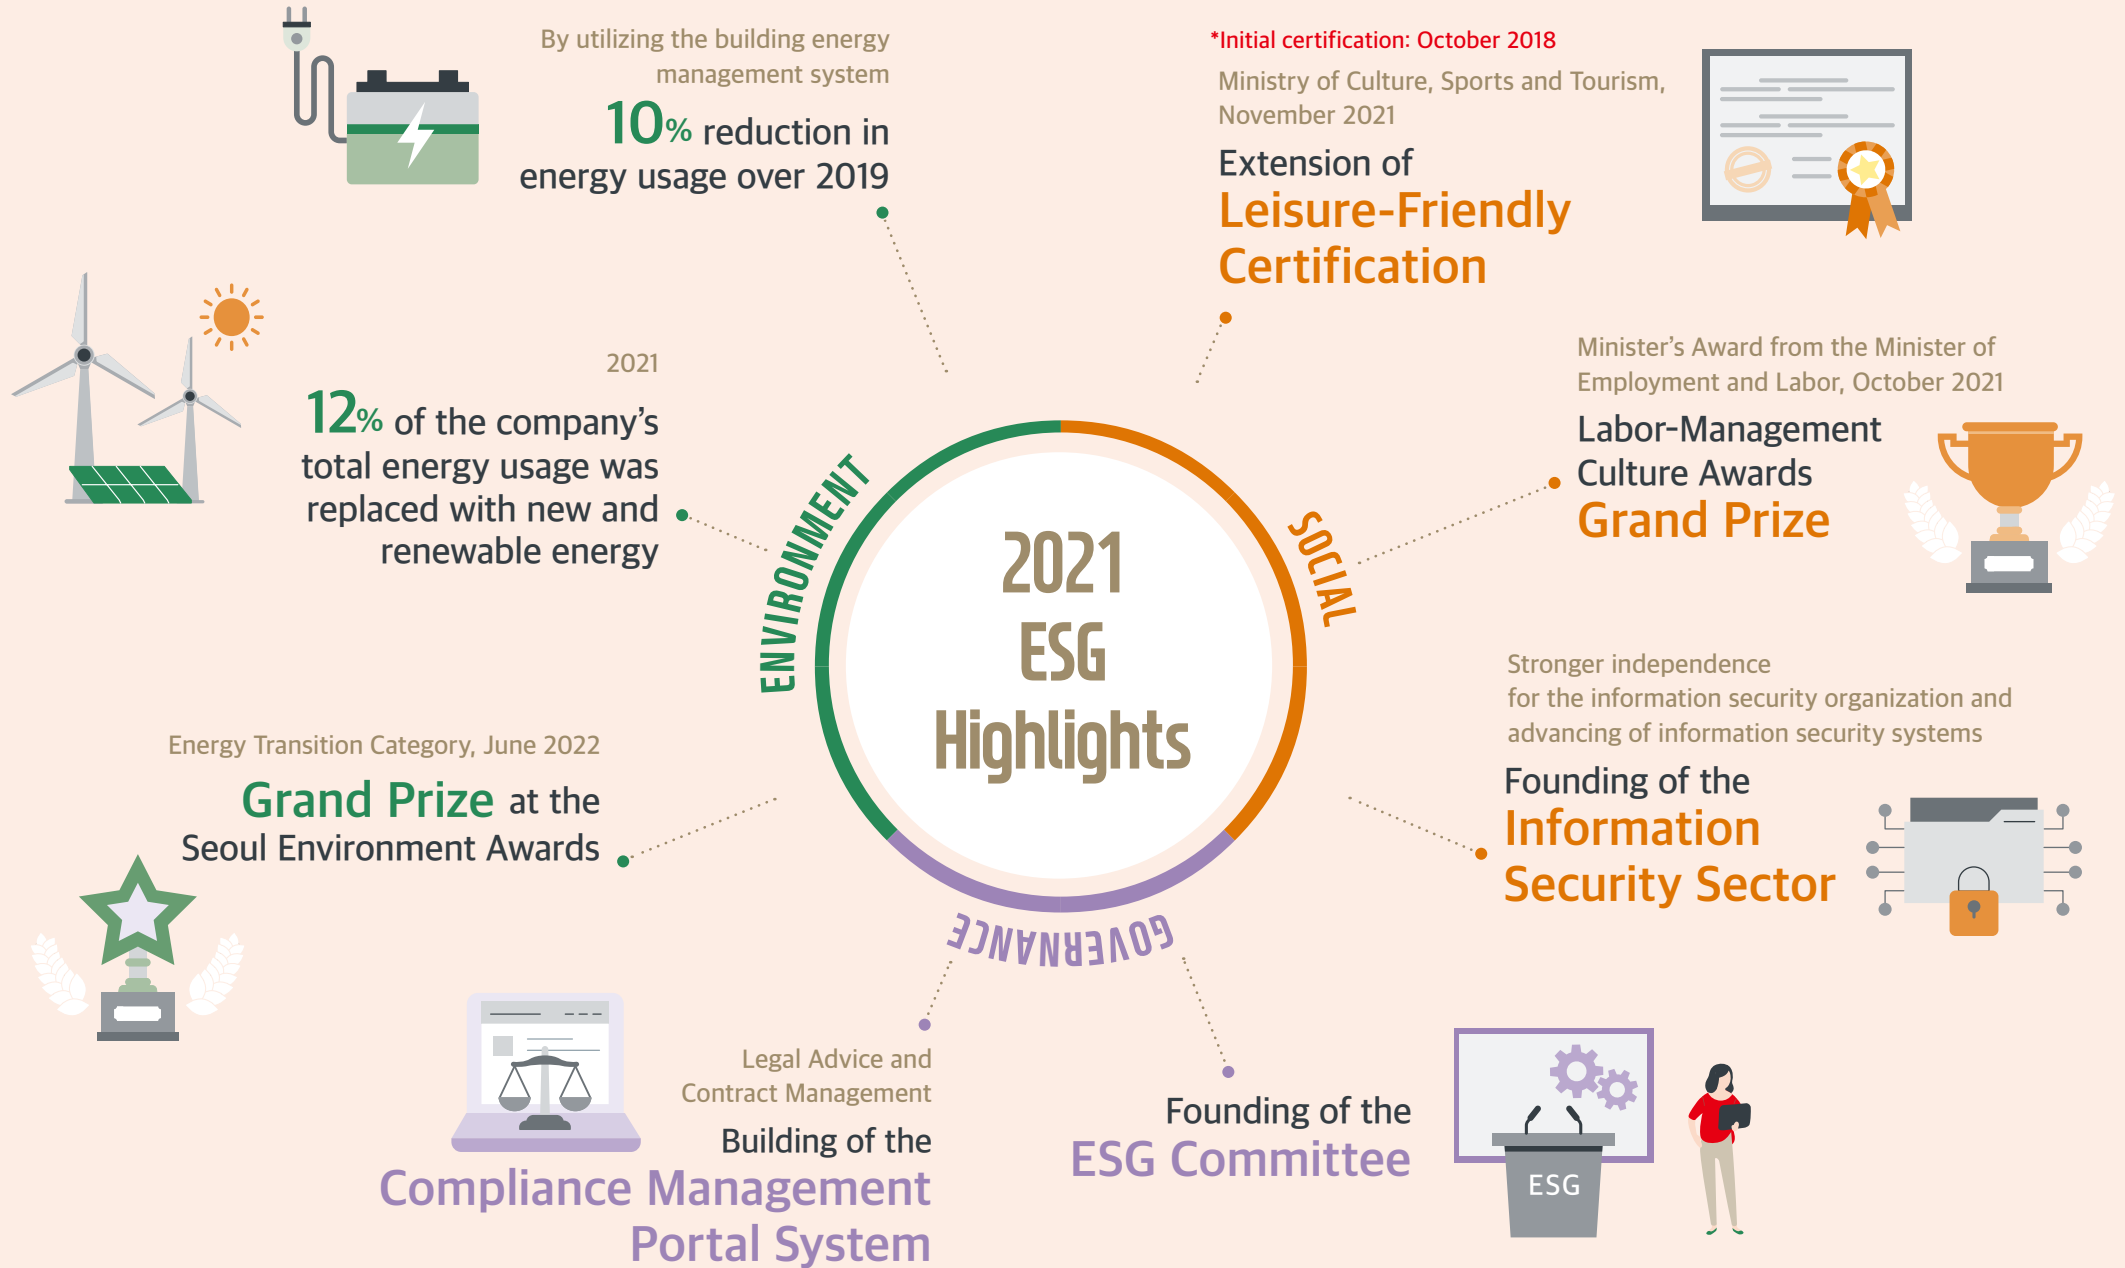 By utilizing the building energy
management system
10% reduction in
energy usage over 2019
2021
12% of the company's
total energy usage was
replaced with new and
renewable energy
Energy Transition Category, June 2022
Grand Prize at the
Seoul Environment Awards
*Initial certification: October 2018
Ministry of Culture, Sports and Tourism,
November 2021
Extension of
Leisure-Friendly
Certification
Minister's Award from the Minister of
Employment and Labor, October 2021
Labor-Management
Culture Awards
Grand Prize
Stronger independence
for the information security organization and
advancing of information security systems
Founding of the
Information
Security Sector
ENVIRONMENT
SOCIAL
GOVERNANCE
2021
ESG
Highlights
Legal Advice and
Contract Management
Building of the
Compliance Management
Portal System
Founding of the
ESG Committee
ESG